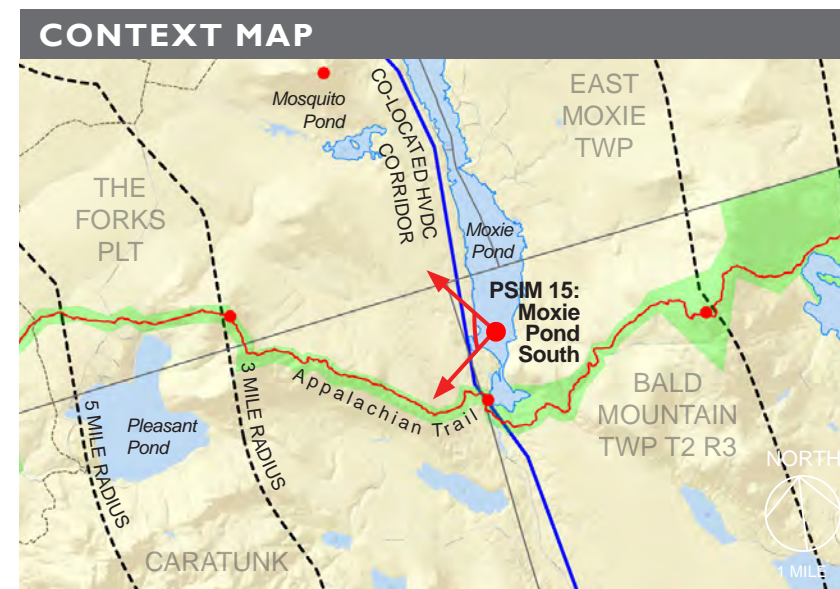 CONTEXT MAP
Mosquito
Pond
CO-LOCATED HVDC
CORRIDOR
EAST
MOXIE
TWP
THE
FORKS
PLT
Moxie
Pond
PSIM 15:
Moxie
Pond
South
Appalachian Trail
5 MILE RADIUS
3 MILE RADIUS
Pleasant
Pond
BALD
MOUNTAIN
TWP T2 R3
NORTH
CARATUNK
1 MILE